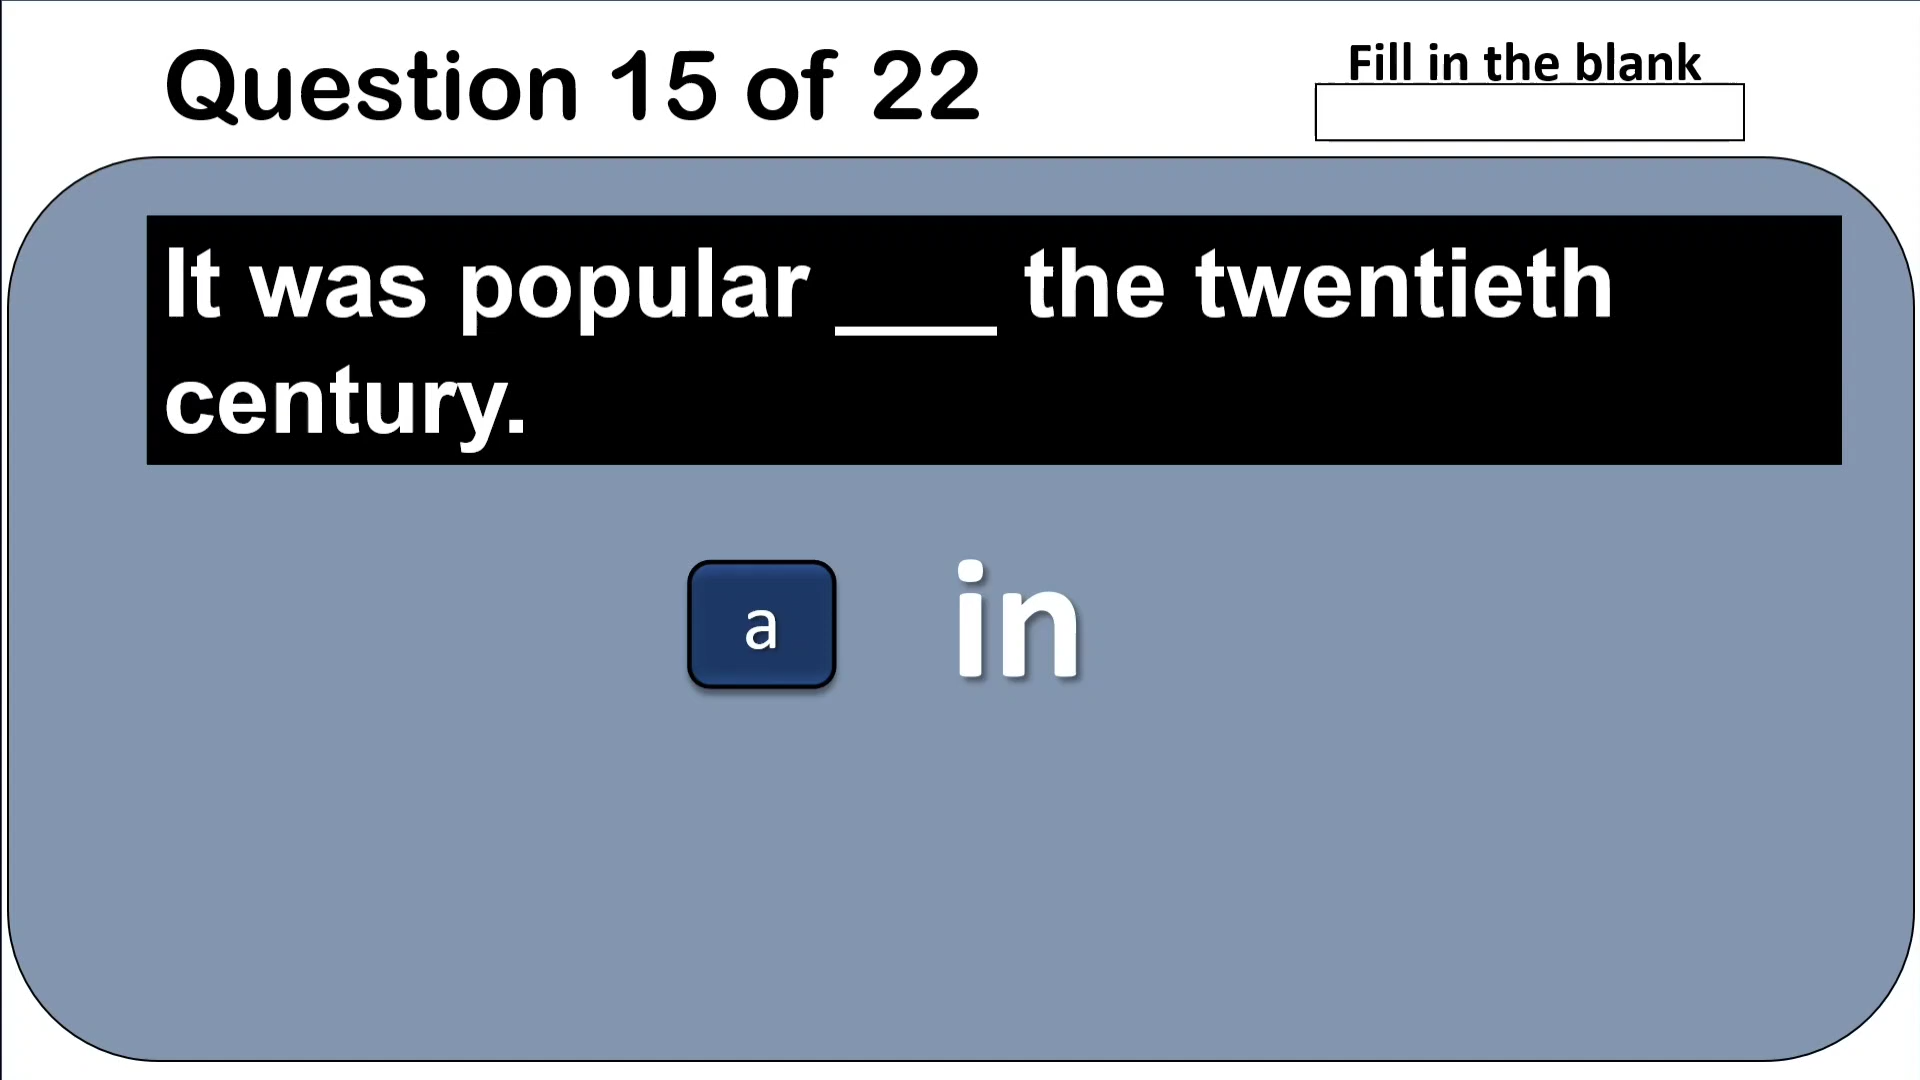 Question 15 of 22
Fill in the blank
It was popular ___ the twentieth
century.
a in